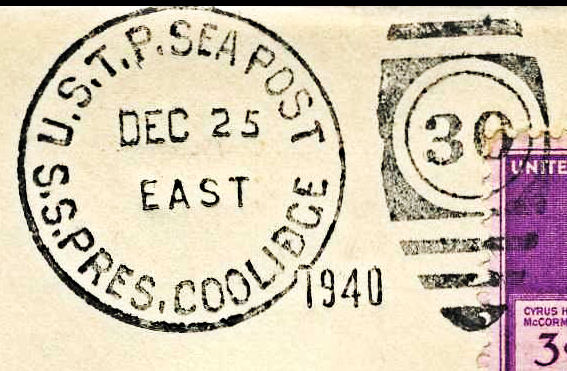 U.S.T.P. SEA POST
DEC 25
EAST
S.S. PRES. COOLIDGE
1940
30
UNITE
CYRUS H
McCORM
3¢